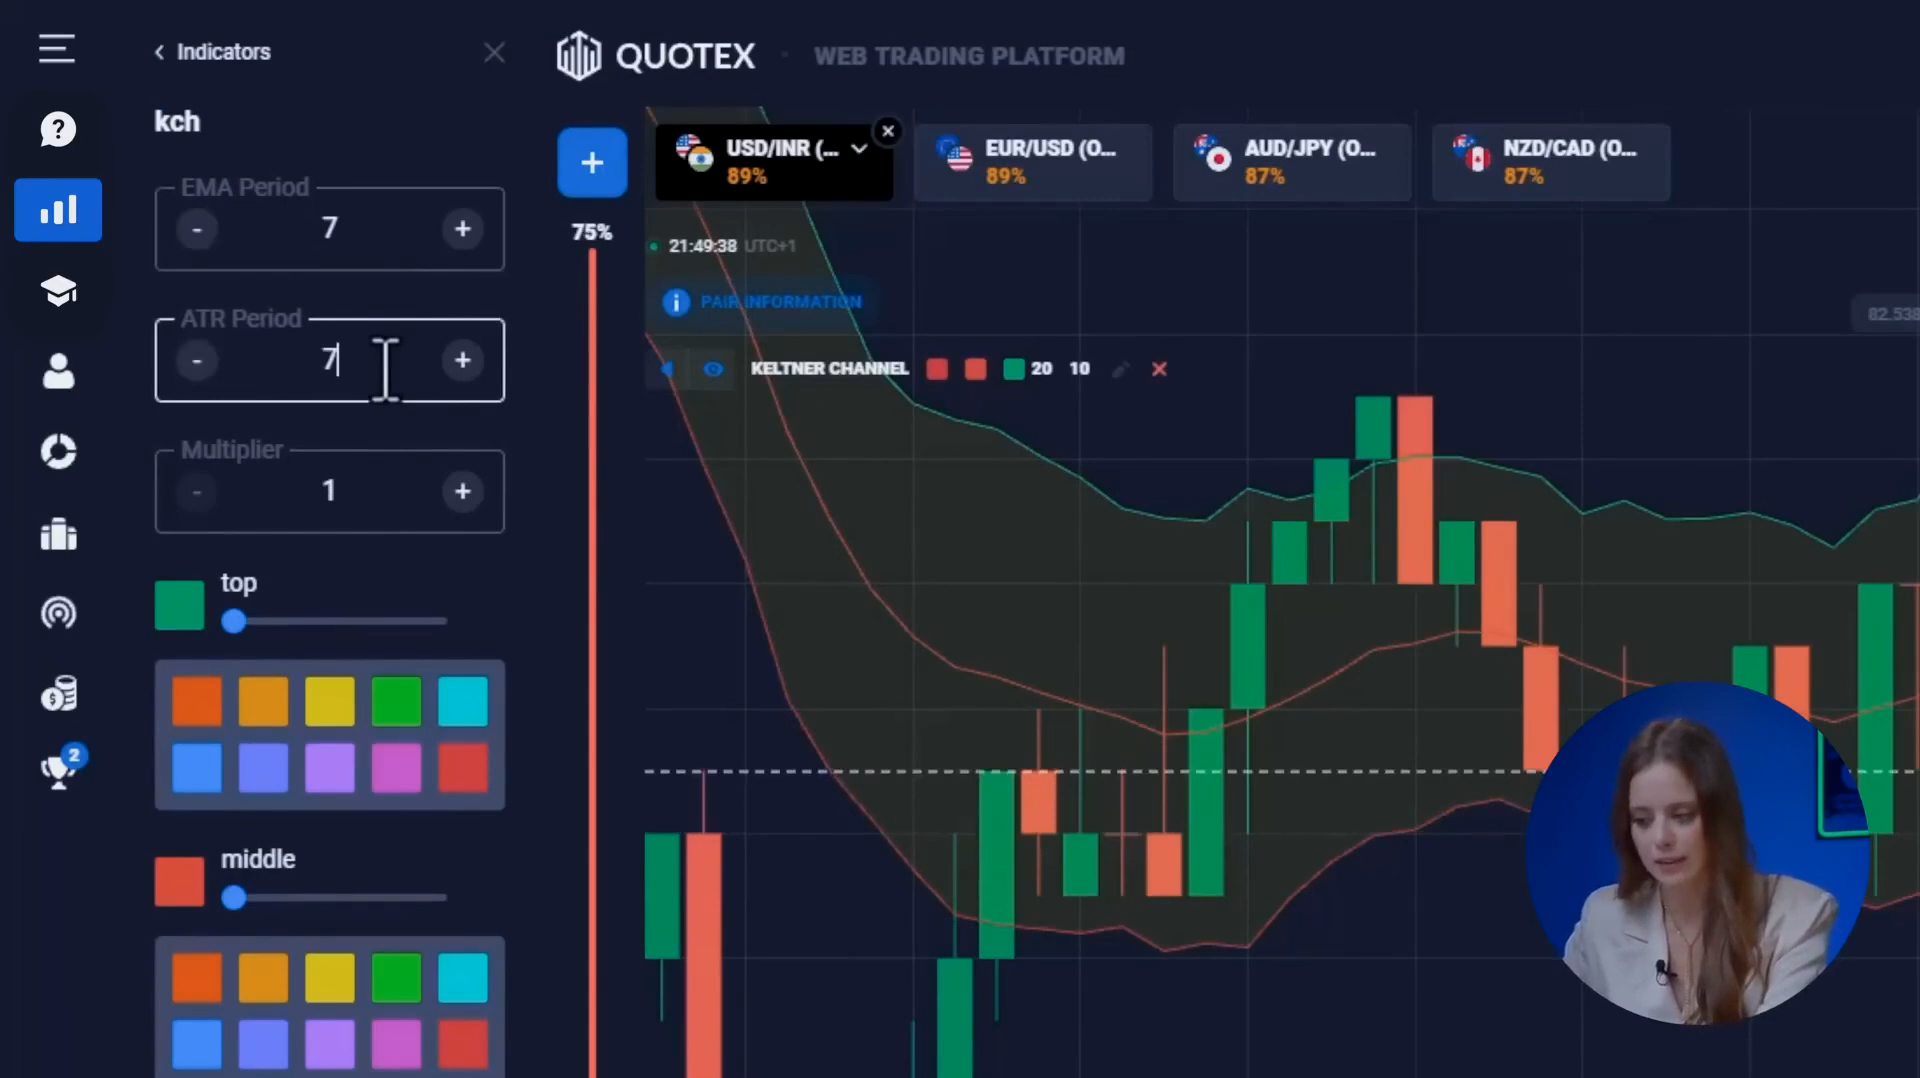 Indicators
kch
EMA Period
- 7 +
ATR Period
- 7 +
Multiplier
- 1 +
top
middle
2
QUOTEX WEB TRADING PLATFORM
+
75%
USD/INR (...
89%
EUR/USD (O...
89%
AUD/JPY (O...
87%
NZD/CAD (O...
87%
21:49:38 UTC+1
PAIR INFORMATION
KELTNER CHANNEL 20 10
82.538